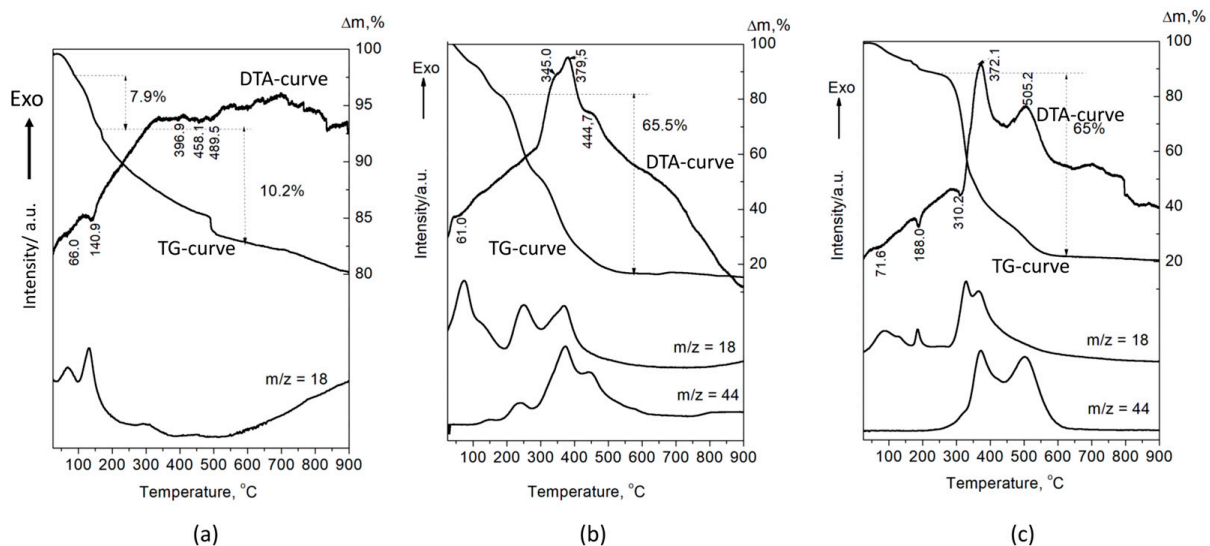 Δm,%
100
95
90
85
80
Exo
Intensity/ a.u.
DTA-curve
7.9%
396.9
458.1
489.5
10.2%
66.0
140.9
TG-curve
m/z = 18
0 100 200 300 400 500 600 700 800 900
Temperature, °C
(a)
Δm,%
100
80
60
40
20
Exo
Intensity/a.u.
345.0
379,5
444,7
65.5%
DTA-curve
61.0
TG-curve
m/z = 18
m/z = 44
100 200 300 400 500 600 700 800 900
Temperature, °C
(b)
Δm,%
100
80
60
40
20
Exo
Intensity/a.u.
372.1
505.2
DTA-curve
65%
310.2
188.0
71.6
TG-curve
m/z = 18
m/z = 44
100 200 300 400 500 600 700 800 900
Temperature, °C
(c)